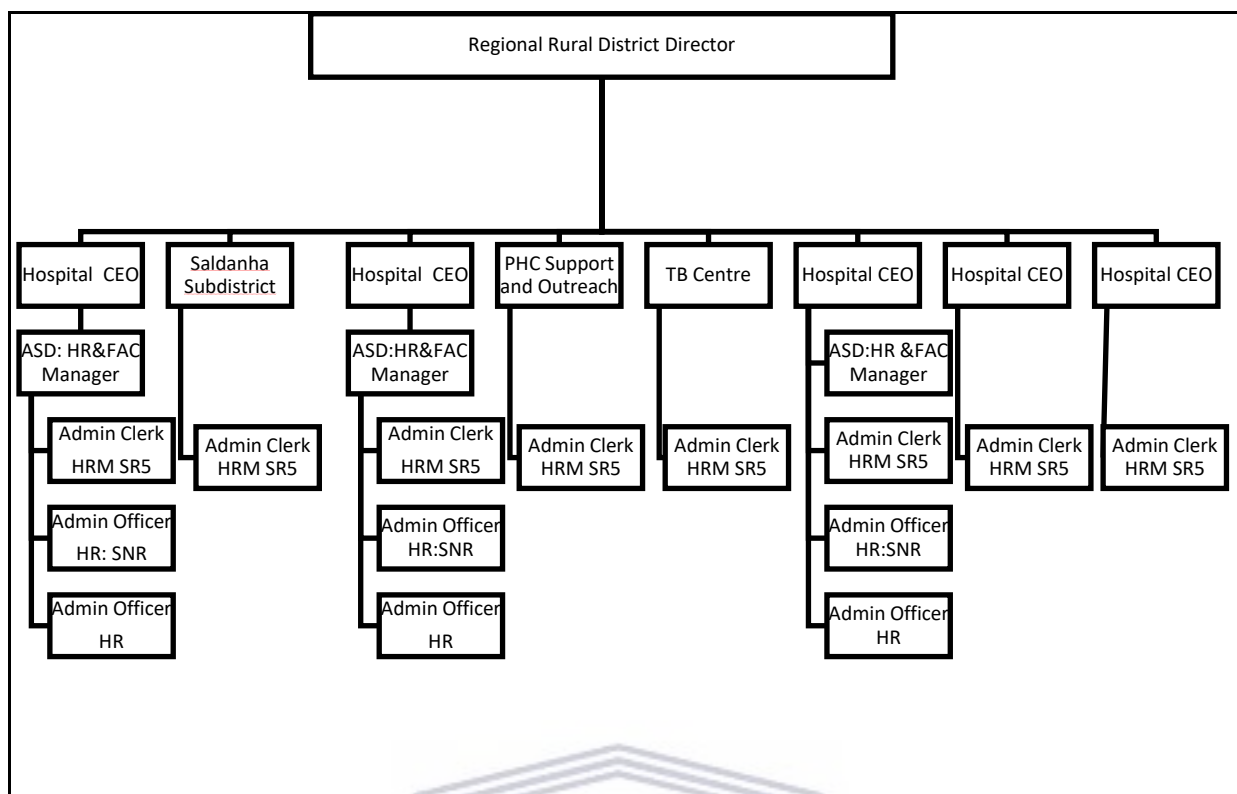 Regional Rural District Director
Hospital CEO
Saldanha
Subdistrict
Hospital CEO
PHC Support
and Outreach
TB Centre
Hospital CEO
Hospital CEO
Hospital CEO
ASD: HR&FAC
Manager
ASD:HR&FAC
Manager
ASD:HR &FAC
Manager
Admin Clerk
HRM SR5
Admin Clerk
HRM SR5
Admin Clerk
HRM SR5
Admin Clerk
HRM SR5
Admin Clerk
HRM SR5
Admin Clerk
HRM SR5
Admin Clerk
HRM SR5
Admin Clerk
HRM SR5
Admin Officer
HR: SNR
Admin Officer
HR:SNR
Admin Officer
HR:SNR
Admin Officer
HR
Admin Officer
HR
Admin Officer
HR